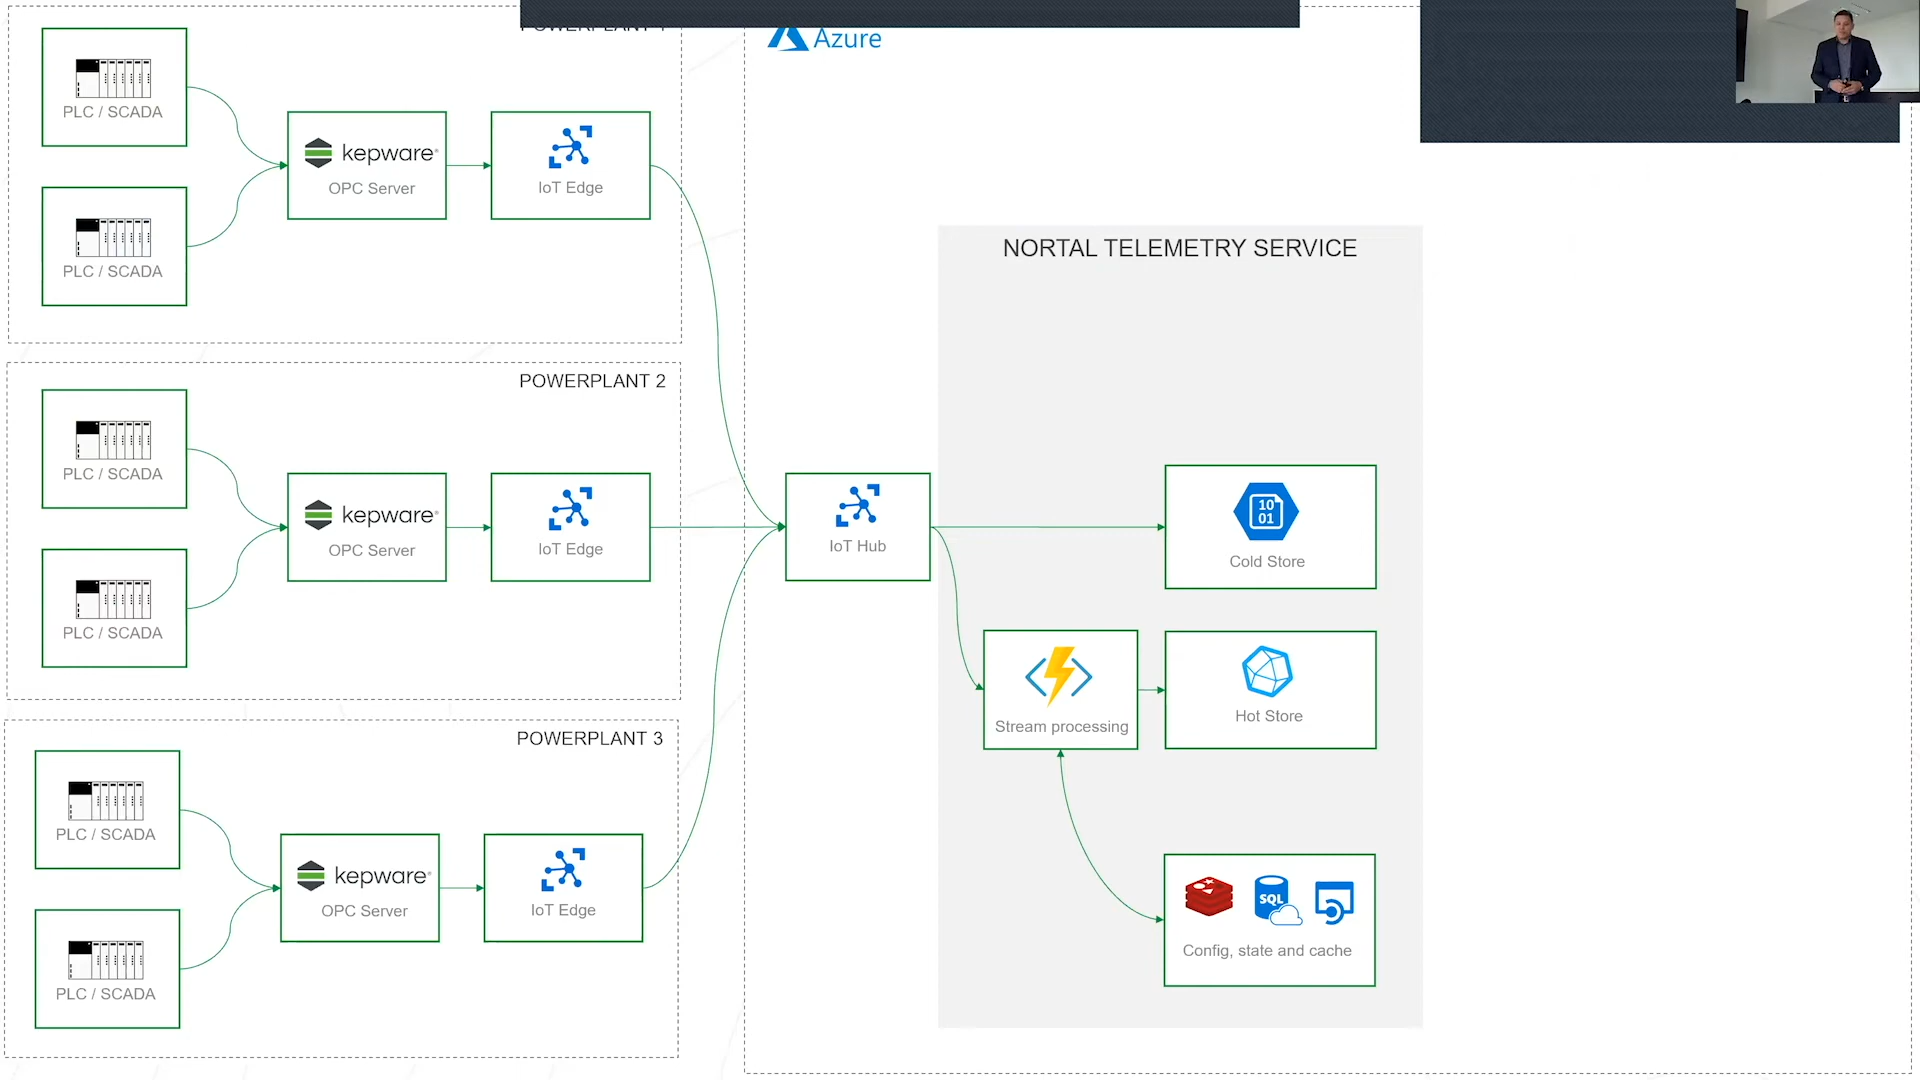 POWERPLANT 1
PLC / SCADA
kepware
OPC Server
IoT Edge
PLC / SCADA
POWERPLANT 2
PLC / SCADA
kepware
OPC Server
IoT Edge
PLC / SCADA
POWERPLANT 3
PLC / SCADA
kepware
OPC Server
IoT Edge
PLC / SCADA
Azure
IoT Hub
NORTAL TELEMETRY SERVICE
10
01
Cold Store
Stream processing
Hot Store
SQL
Config, state and cache